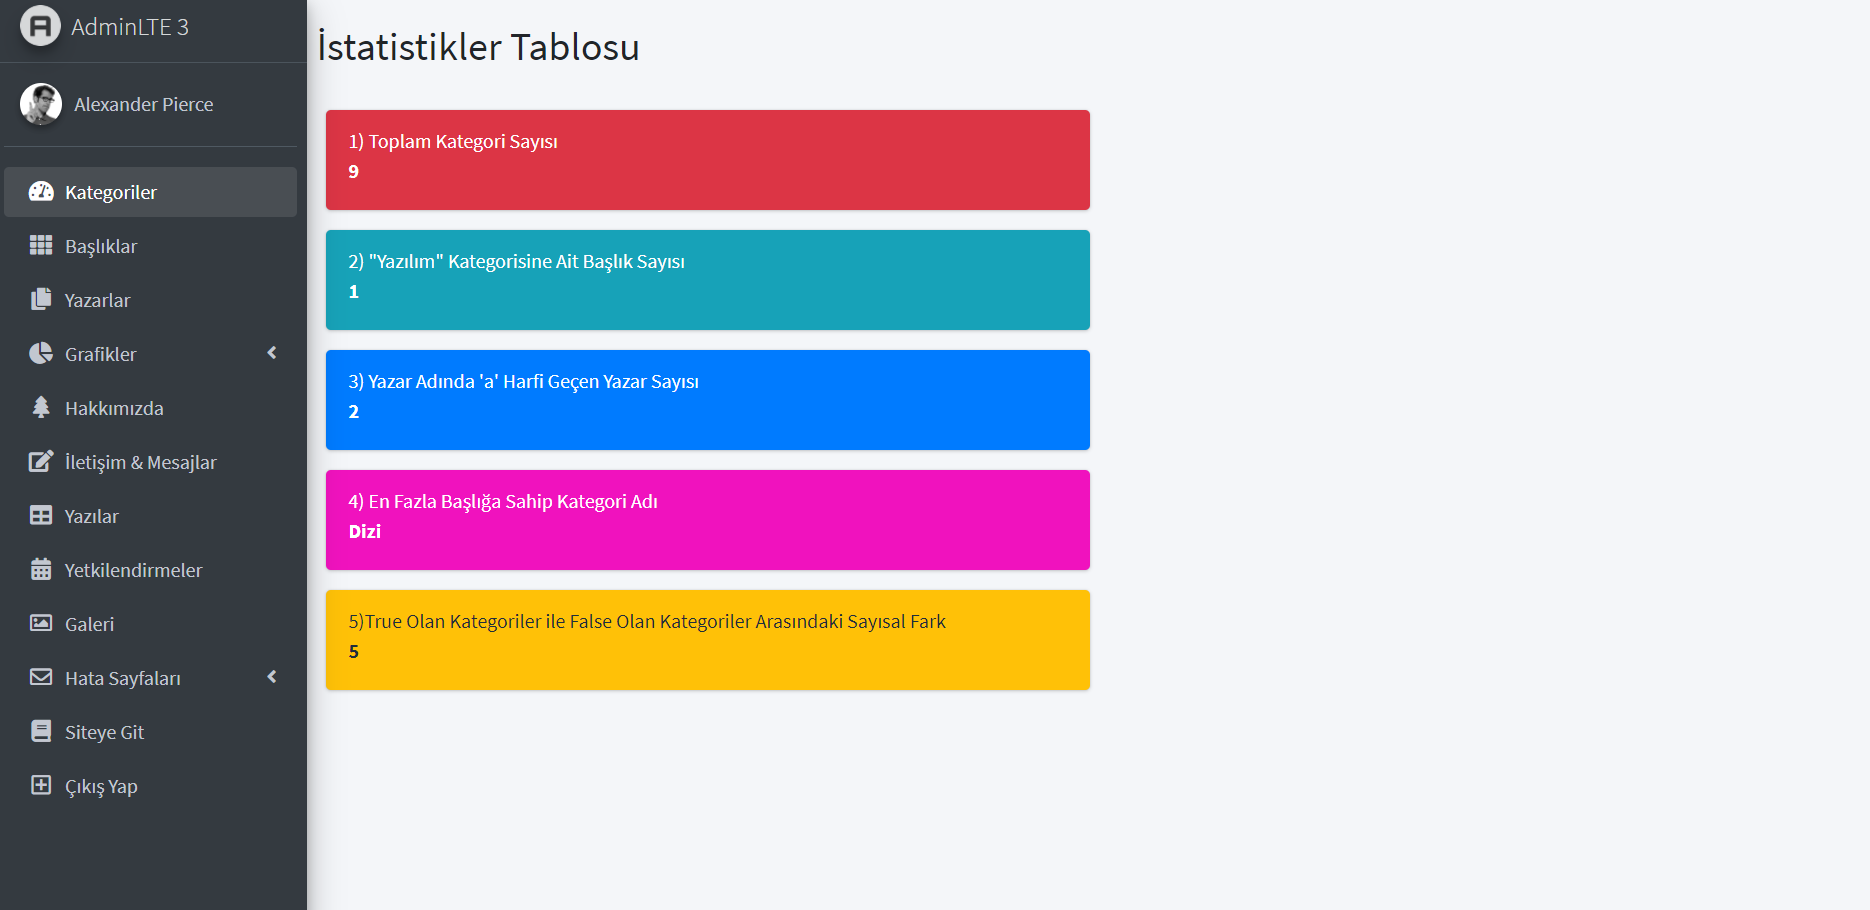 AdminLTE 3
Alexander Pierce
Kategoriler
Başlıklar
Yazarlar
Grafikler
Hakkımızda
İletişim & Mesajlar
Yazılar
Yetkilendirmeler
Galeri
Hata Sayfaları
Siteye Git
Çıkış Yap
İstatistikler Tablosu
1) Toplam Kategori Sayısı
9
2) "Yazılım" Kategorisine Ait Başlık Sayısı
1
3) Yazar Adında 'a' Harfi Geçen Yazar Sayısı
2
4) En Fazla Başlığa Sahip Kategori Adı
Dizi
5)True Olan Kategoriler ile False Olan Kategoriler Arasındaki Sayısal Fark
5